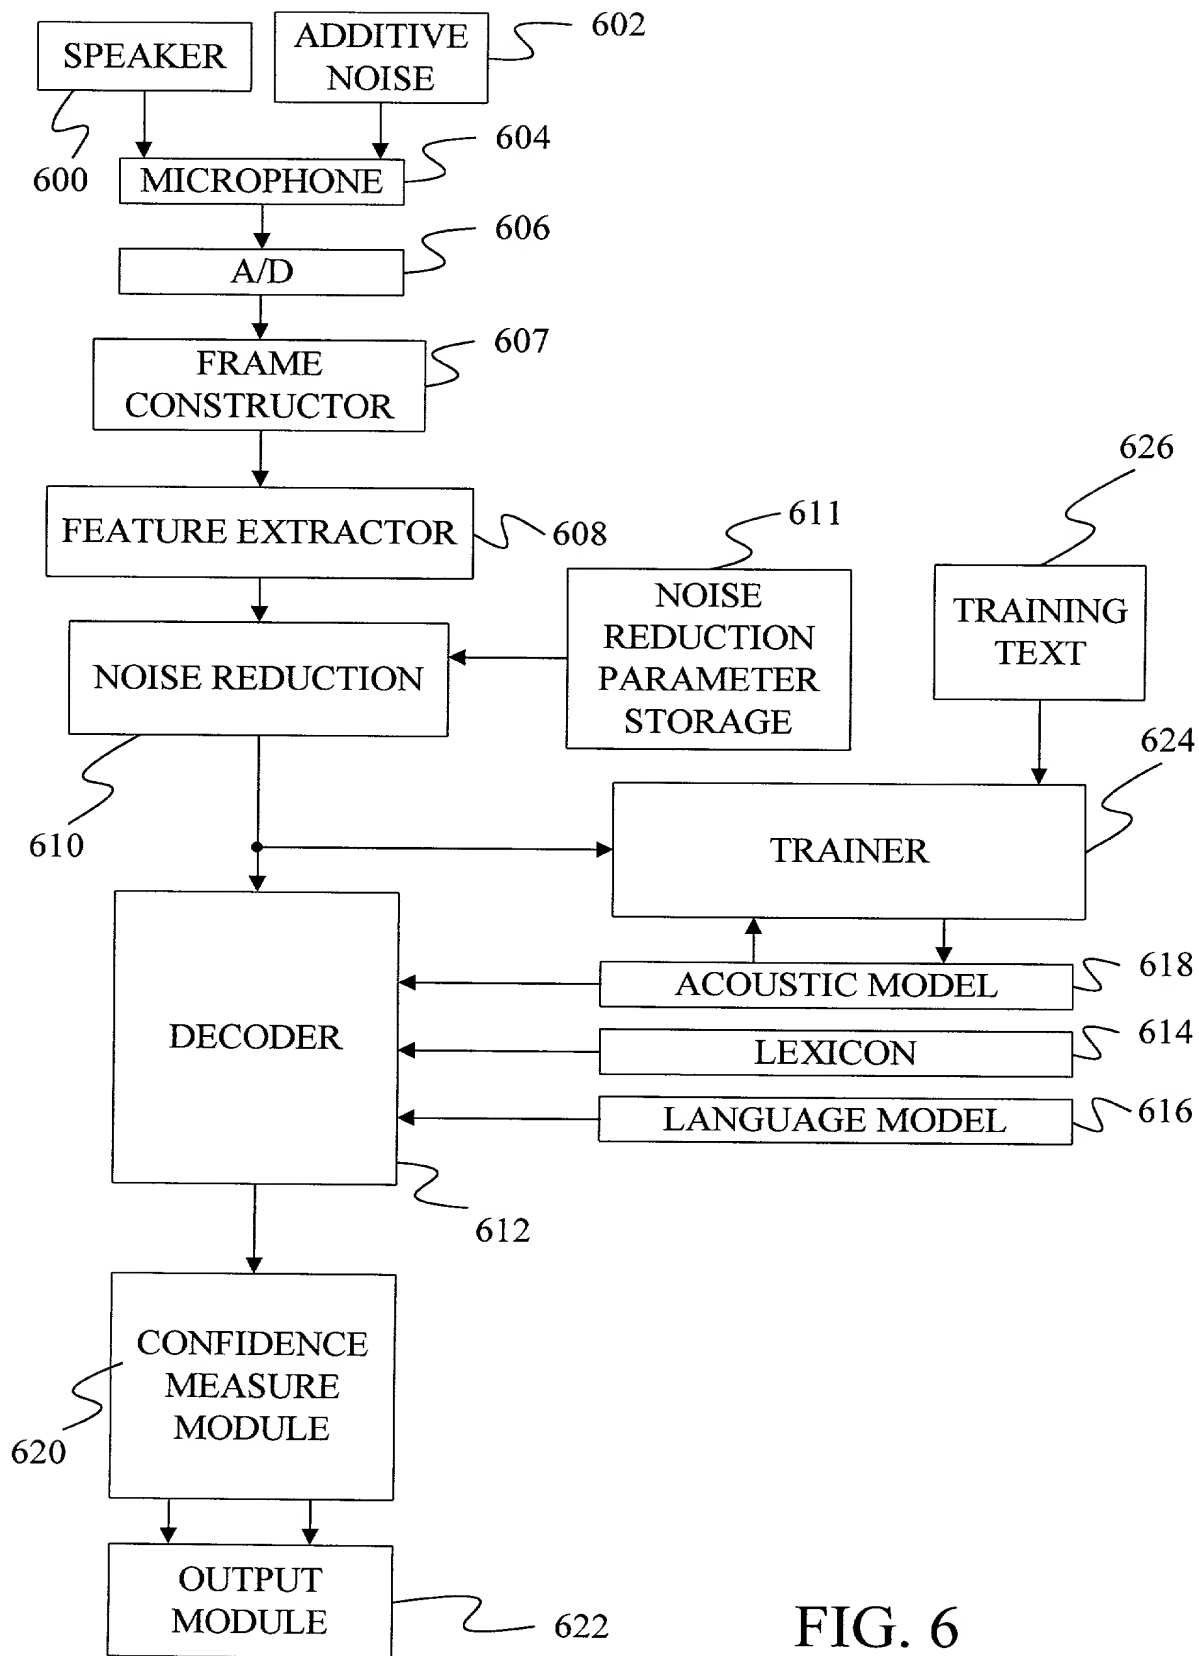 SPEAKER
600
ADDITIVE
NOISE
602
MICROPHONE
604
A/D
606
FRAME
CONSTRUCTOR
607
FEATURE EXTRACTOR
608
NOISE REDUCTION
610
NOISE
REDUCTION
PARAMETER
STORAGE
611
TRAINING
TEXT
626
TRAINER
624
DECODER
612
ACOUSTIC MODEL
618
LEXICON
614
LANGUAGE MODEL
616
CONFIDENCE
MEASURE
MODULE
620
OUTPUT
MODULE
622
FIG. 6